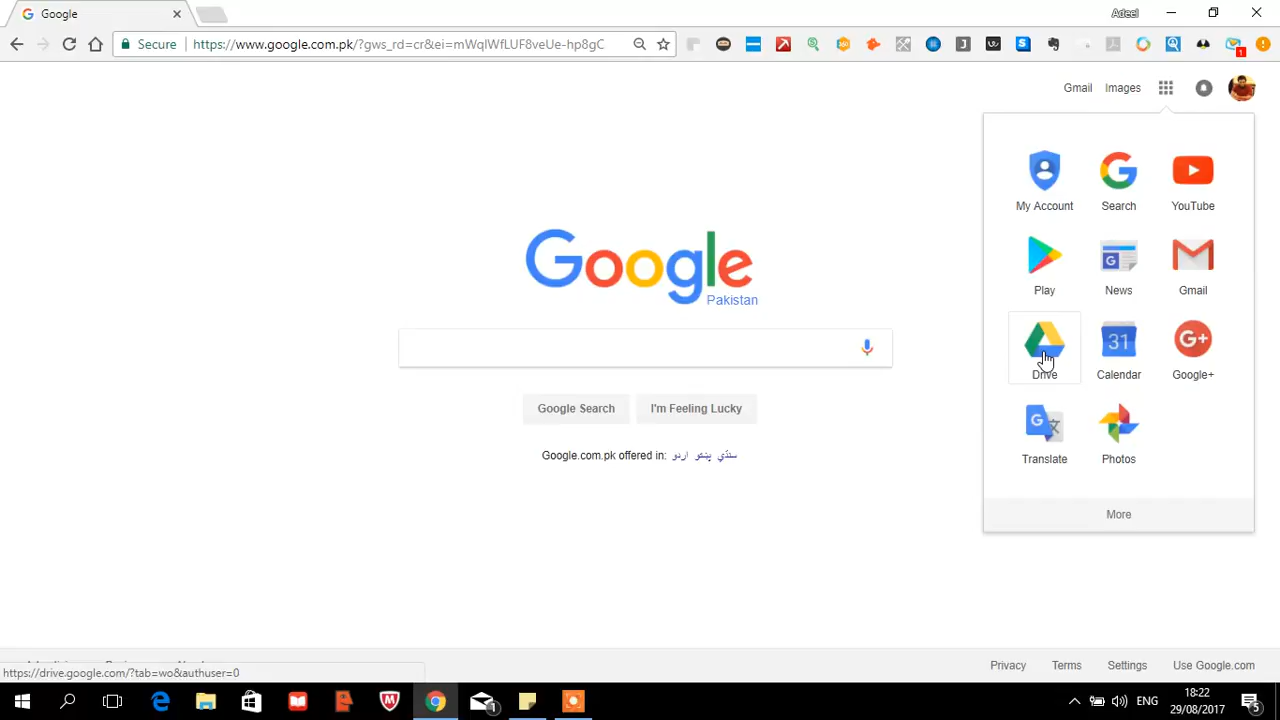 Google
Adeel
Secure
https://www.google.com.pk/?gws_rd=cr&ei=mWqlWfLUF8veUe-hp8gC
Gmail
Images
My Account
Search
YouTube
Play
News
Gmail
Drive
31
Calendar
G+
Google+
Translate
Photos
More
Google
Pakistan
Google Search
I'm Feeling Lucky
Google.com.pk offered in: اردو پښتو سنڌي
Privacy
Terms
Settings
Use Google.com
https://drive.google.com/?tab=wo&authuser=0
ENG
18:22
29/08/2017